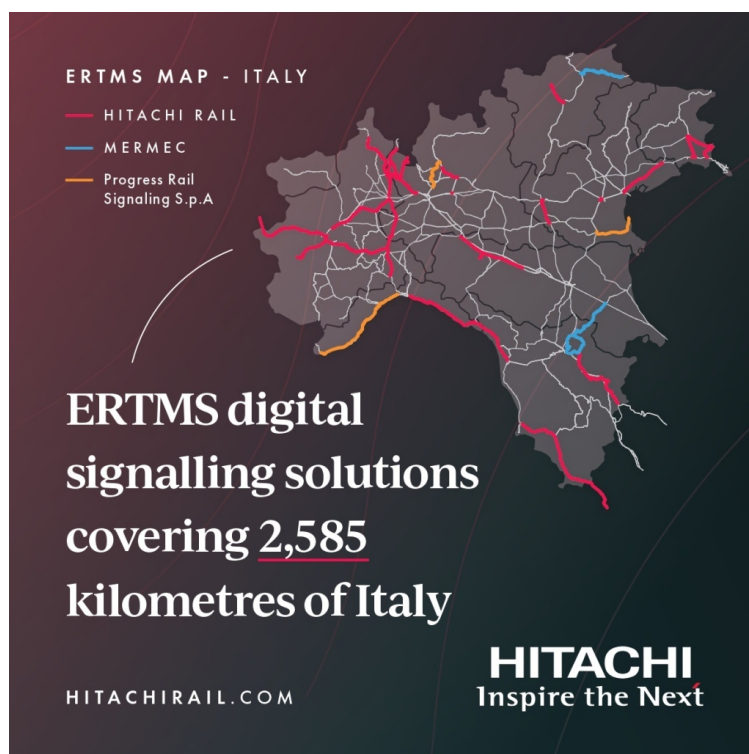 ERTMS MAP - ITALY
HITACHI RAIL
MERMEC
Progress Rail
Signaling S.p.A
ERTMS digital
signalling solutions
covering 2,585
kilometres of Italy
HITACHI
Inspire the Next
HITACHIRAIL.COM